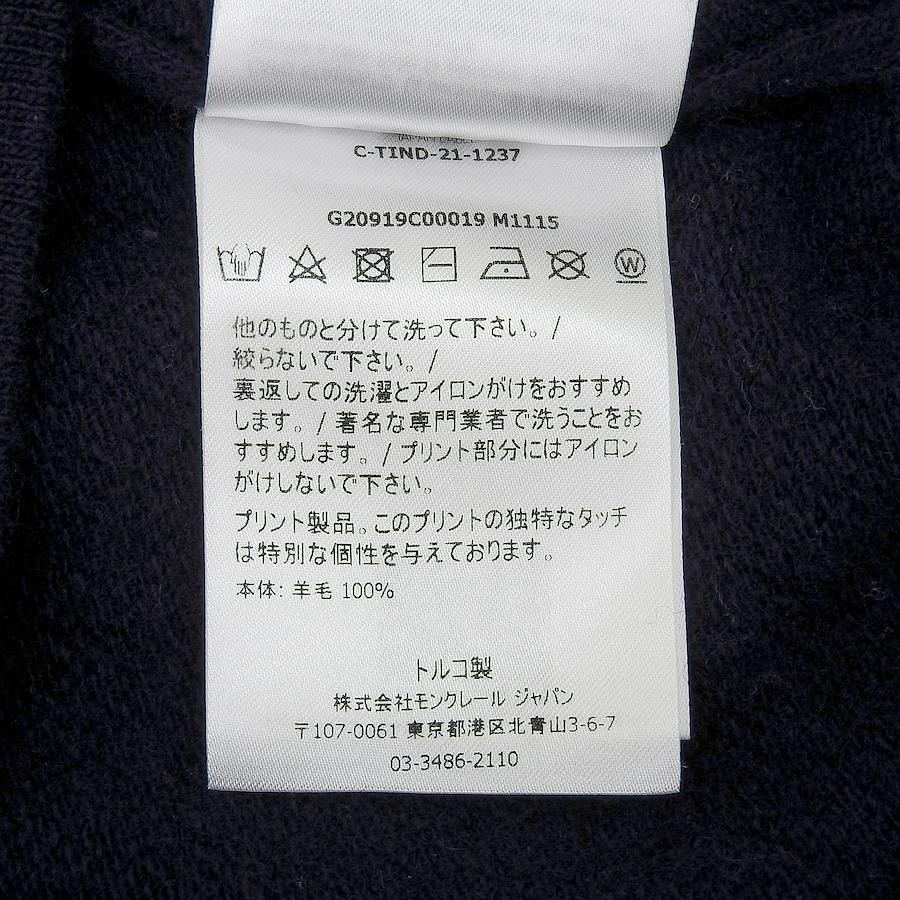 C-TIND-21-1237
G20919C00019 M1115
W
他のものと分けて洗って下さい。/
絞らないで下さい。/
裏返しての洗濯とアイロンがけをおすすめ
します。/ 著名な専門業者で洗うことをお
すすめします。/ プリント部分にはアイロン
がけしないで下さい。
プリント製品。このプリントの独特なタッチ
は特別な個性を与えております。
本体: 羊毛 100%
トルコ製
株式会社モンクレール ジャパン
〒107-0061 東京都港区北青山3-6-7
03-3486-2110